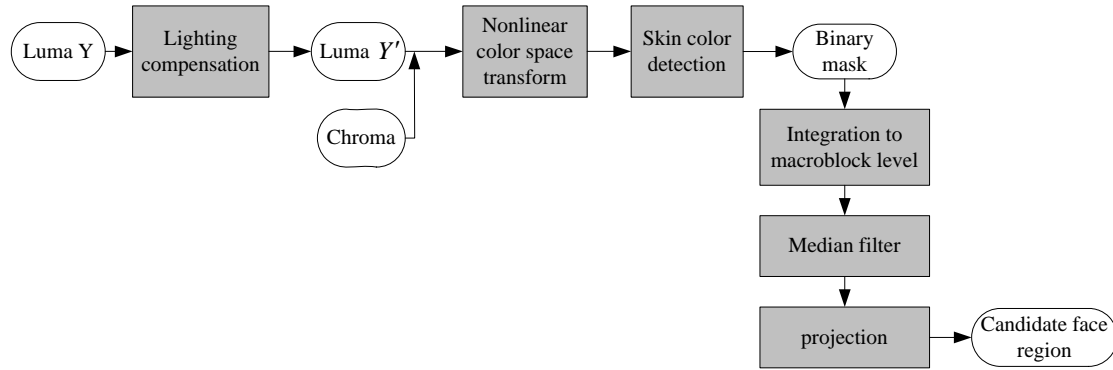 Luma Y
Lighting
compensation
Luma Y′
Chroma
Nonlinear
color space
transform
Skin color
detection
Binary
mask
Integration to
macroblock level
Median filter
projection
Candidate face
region